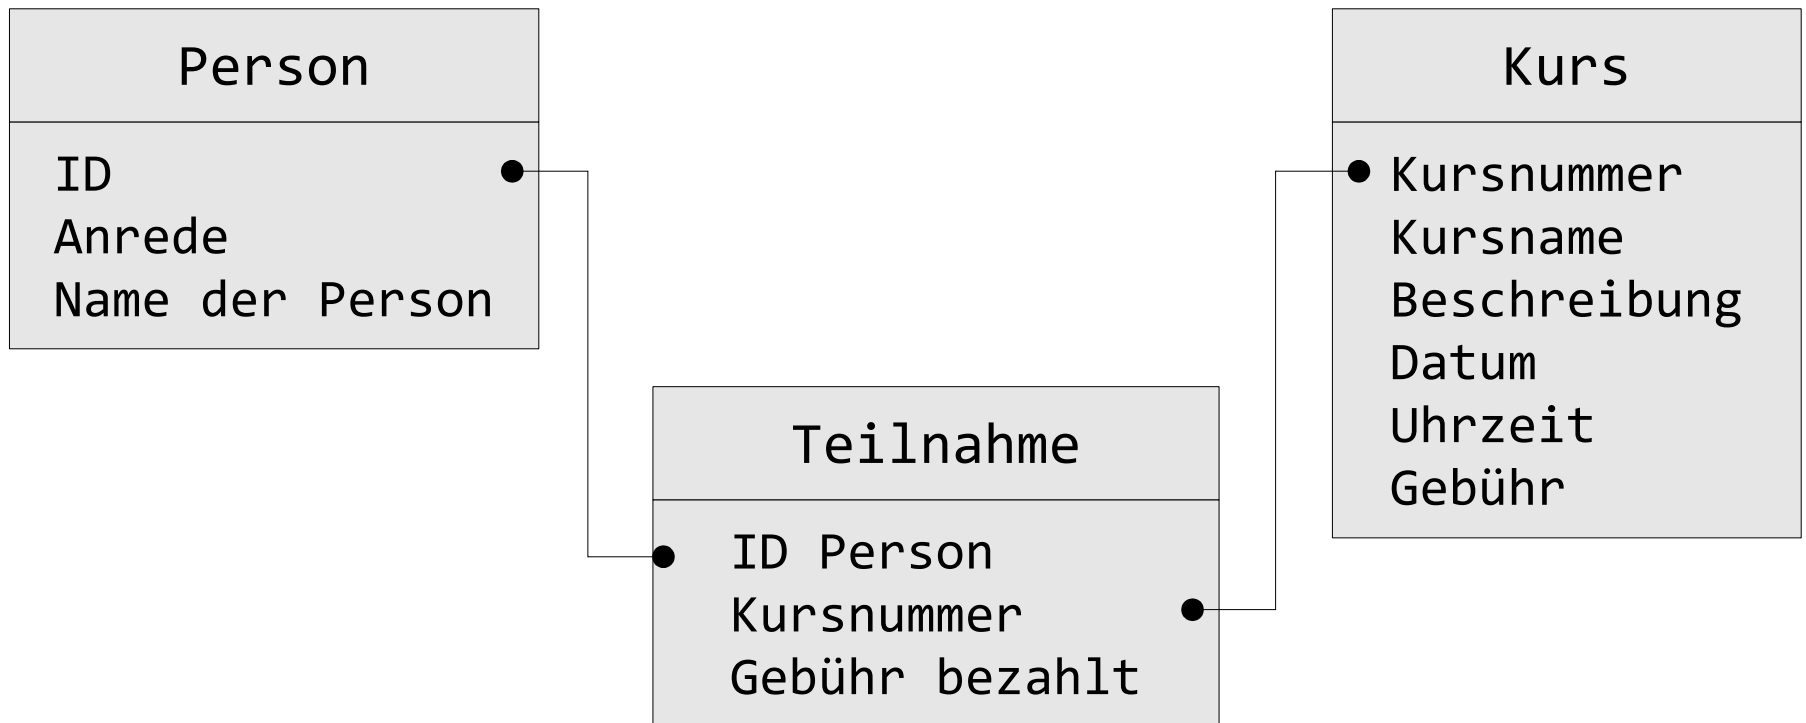 Person
ID
Anrede
Name der Person
Kurs
Kursnummer
Kursname
Beschreibung
Datum
Uhrzeit
Gebühr
Teilnahme
ID Person
Kursnummer
Gebühr bezahlt